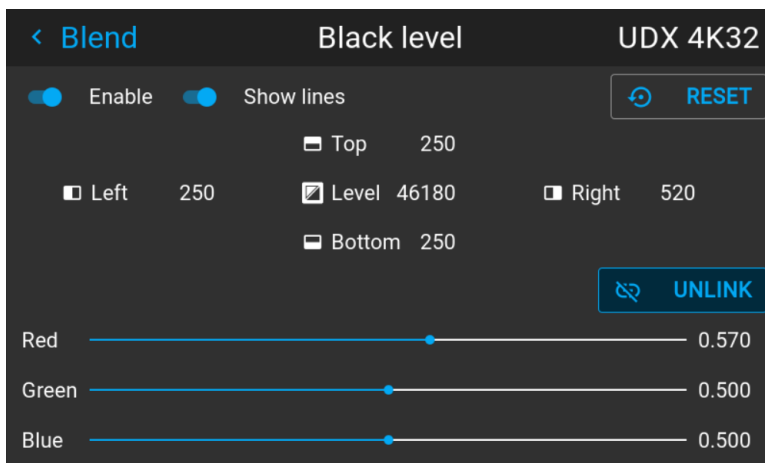 Blend Black level UDX 4K32
Enable Show lines RESET
Top 250
Left 250 Level 46180 Right 520
Bottom 250
UNLINK
Red 0.570
Green 0.500
Blue 0.500